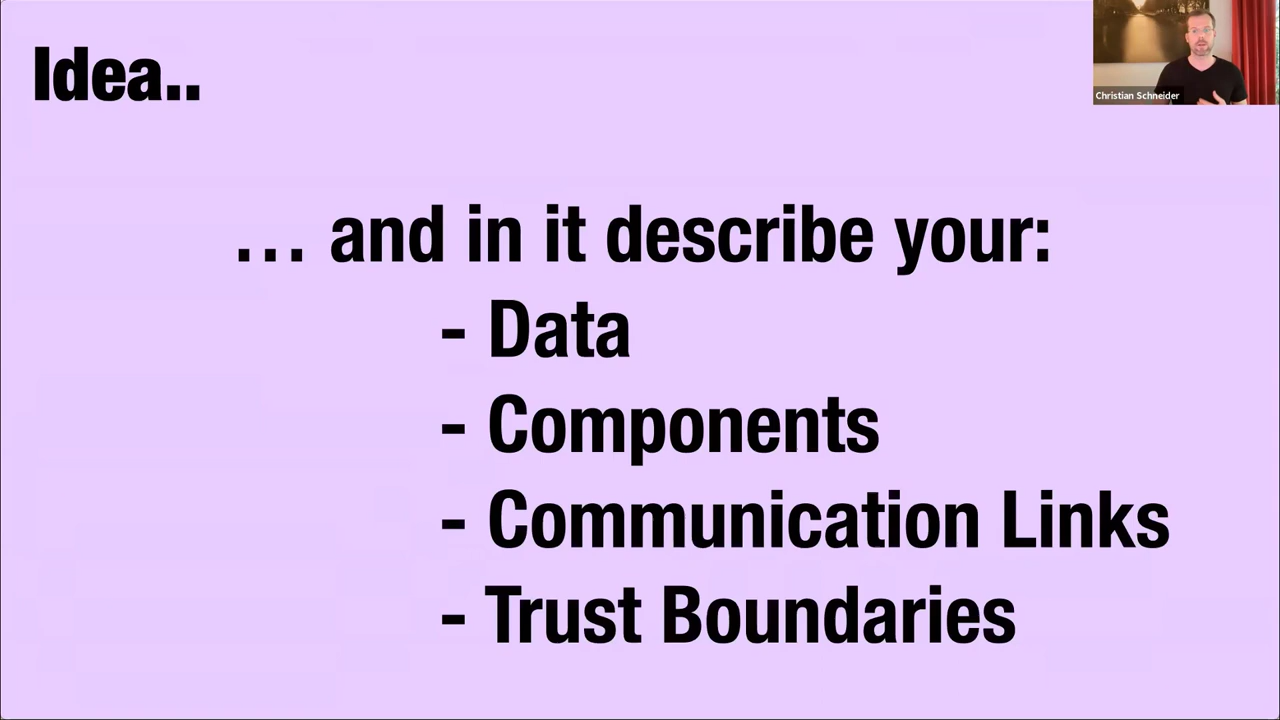 Idea..
Christian Schneider
… and in it describe your:
- Data
- Components
- Communication Links
- Trust Boundaries